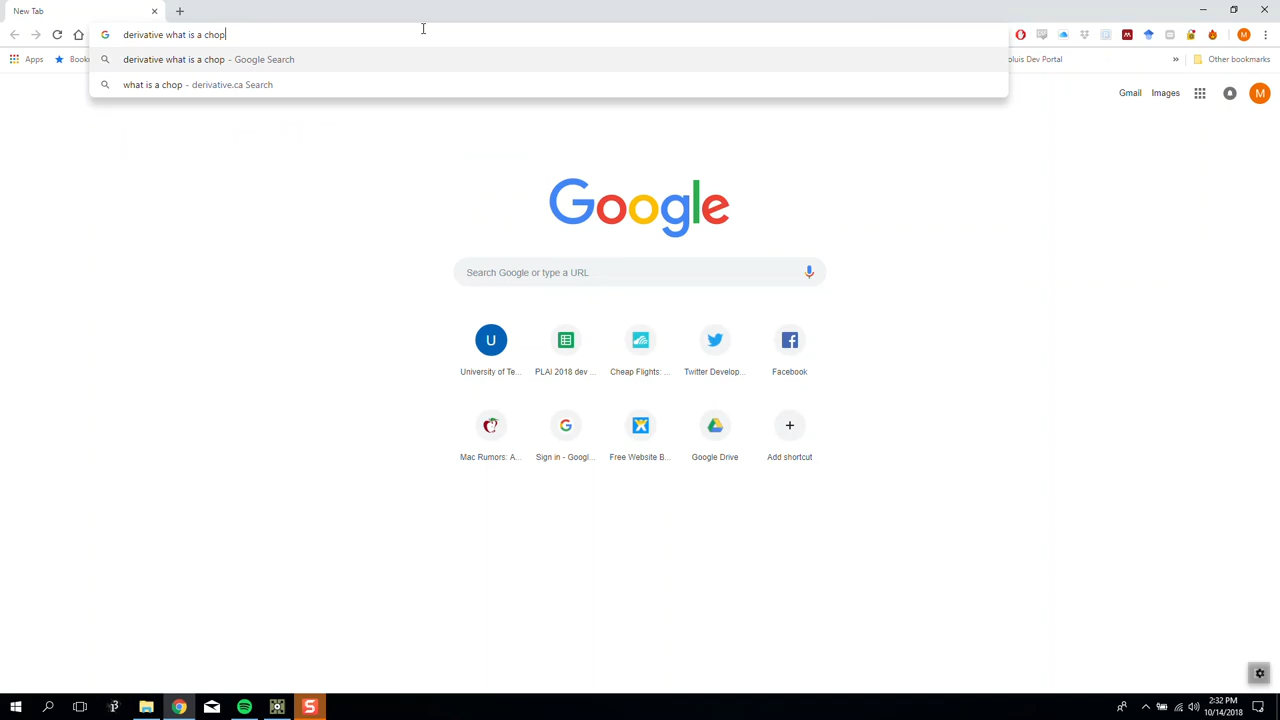 New Tab
derivative what is a chop
derivative what is a chop - Google Search
what is a chop - derivative.ca Search
Apps
Book
oluis Dev Portal
»
Other bookmarks
Gmail
Images
M
Google
Search Google or type a URL
U
University of Te...
PLAI 2018 dev ...
Cheap Flights: ...
Twitter Develop...
Facebook
Mac Rumors: A...
Sign in - Googl...
Free Website B...
Google Drive
Add shortcut
2:32 PM
10/14/2018